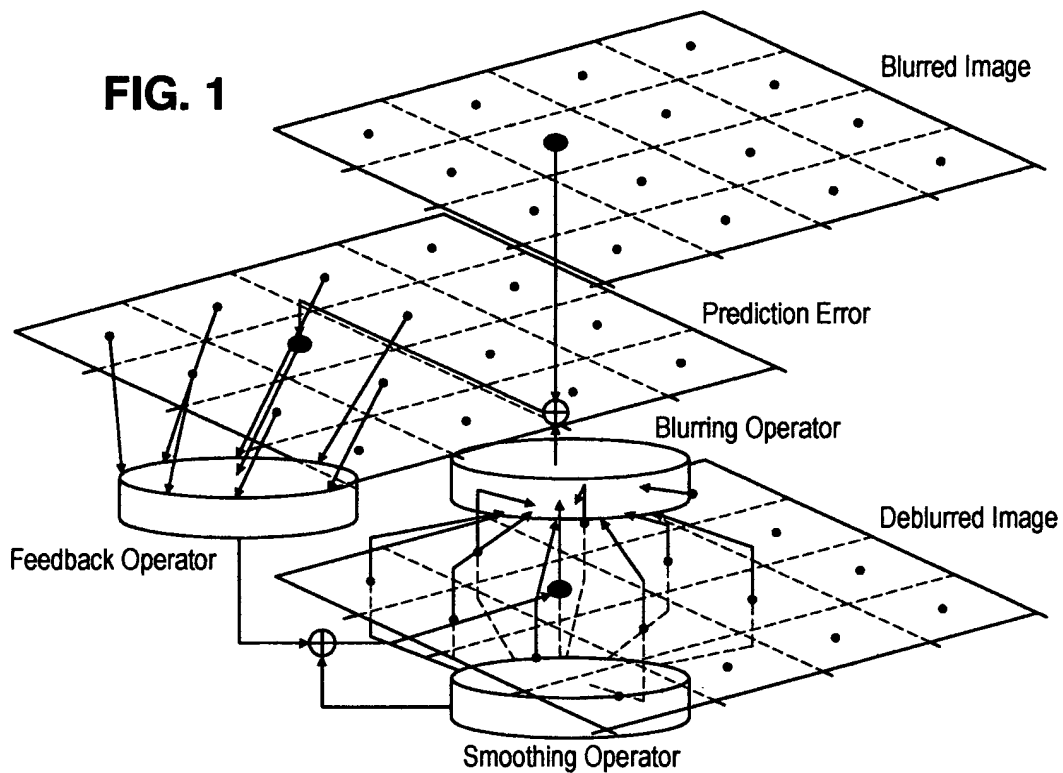 FIG. 1
Blurred Image
Prediction Error
Blurring Operator
Deblurred Image
Feedback Operator
Smoothing Operator